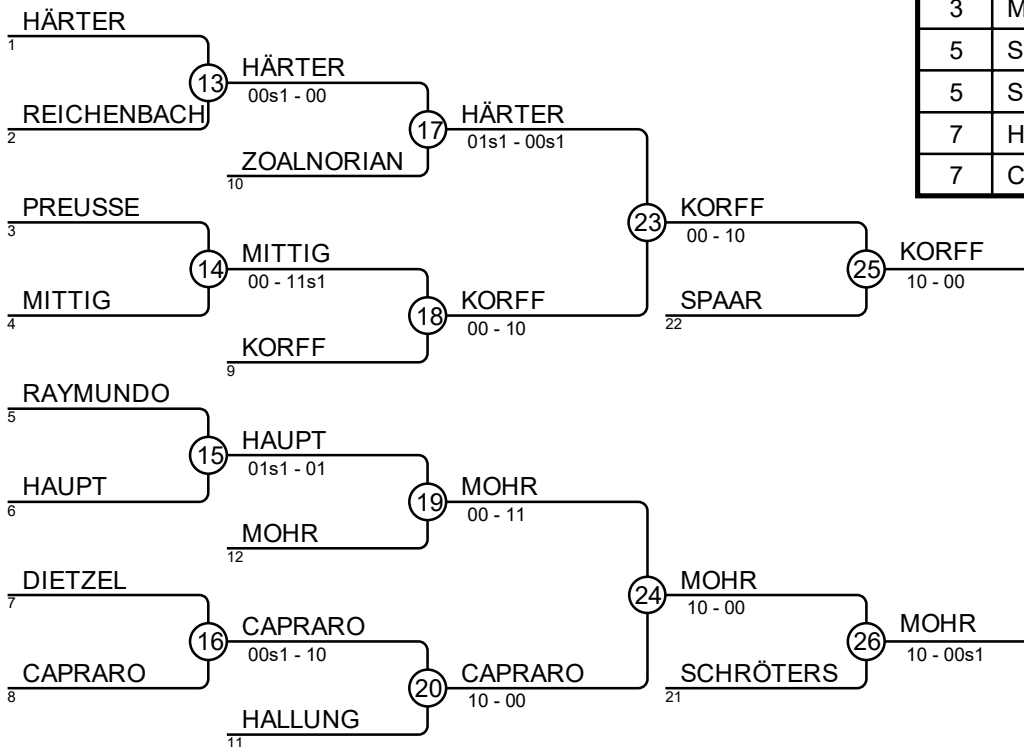 HÄRTER
1
13
HÄRTER
00s1 - 00
REICHENBACH
2
17
HÄRTER
01s1 - 00s1
ZOALNORIAN
10
PREUSSE
3
14
MITTIG
00 - 11s1
MITTIG
4
18
KORFF
00 - 10
KORFF
9
23
KORFF
00 - 10
25
KORFF
10 - 00
SPAAR
22
RAYMUNDO
5
15
HAUPT
01s1 - 01
HAUPT
6
19
MOHR
00 - 11
MOHR
12
DIETZEL
7
16
CAPRARO
00s1 - 10
CAPRARO
8
20
CAPRARO
10 - 00
HALLUNG
11
24
MOHR
10 - 00
26
MOHR
10 - 00s1
SCHRÖTERS
21
3 M
5 S
5 S
7 H
7 C